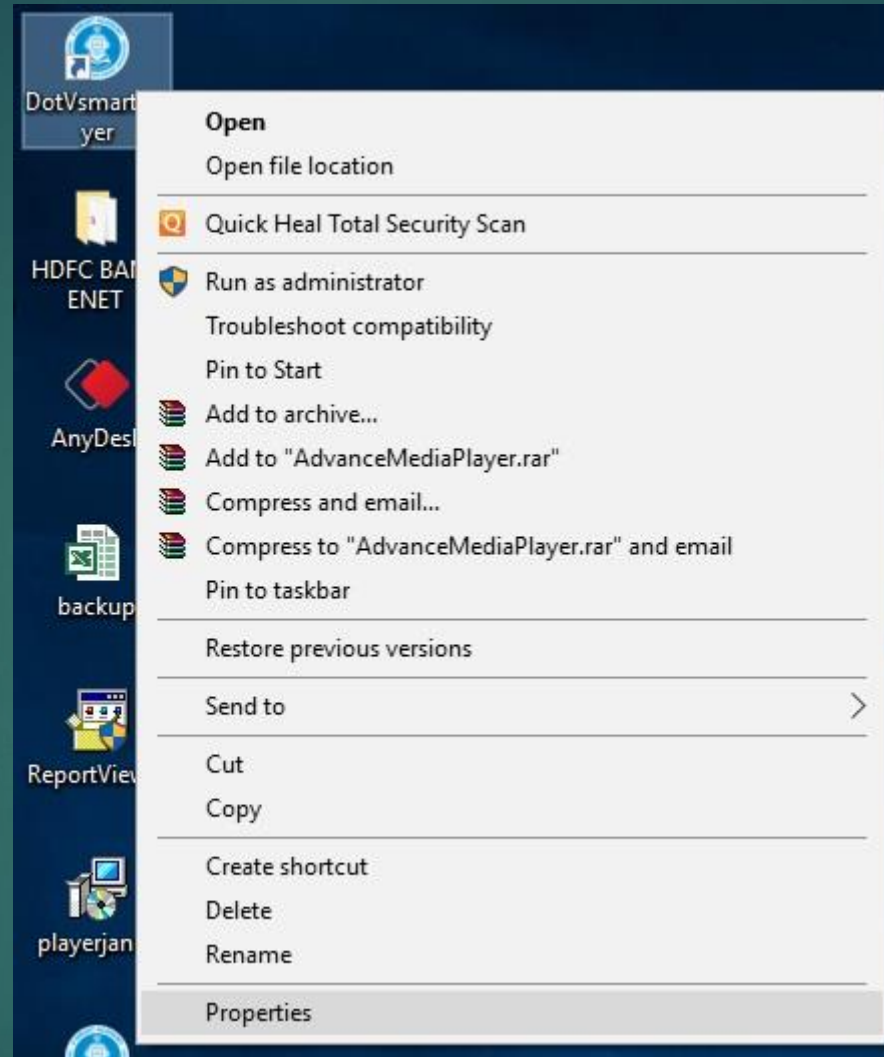 DotVsmart
yer
HDFC BAN
ENET
AnyDesk
backup
ReportView
playerjan
Open
Open file location
Quick Heal Total Security Scan
Run as administrator
Troubleshoot compatibility
Pin to Start
Add to archive...
Add to "AdvanceMediaPlayer.rar"
Compress and email...
Compress to "AdvanceMediaPlayer.rar" and email
Pin to taskbar
Restore previous versions
Send to
Cut
Copy
Create shortcut
Delete
Rename
Properties